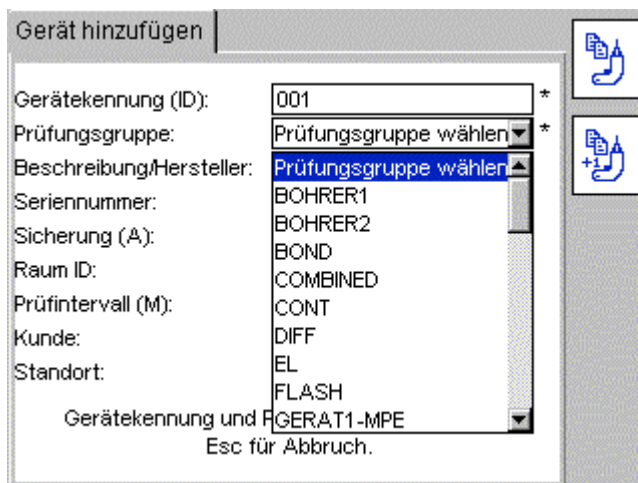 Gerät hinzufügen
Gerätekennung (ID): 001 *
Prüfungsgruppe: Prüfungsgruppe wählen *
Beschreibung/Hersteller: Prüfungsgruppe wählen
Seriennummer: BOHRER1
BOHRER2
Sicherung (A): BOND
Raum ID: COMBINED
Prüfintervall (M): CONT
Kunde: DIFF
Standort: EL
FLASH
Gerätekennung und GERAT1-MPE
Esc für Abbruch.
+1